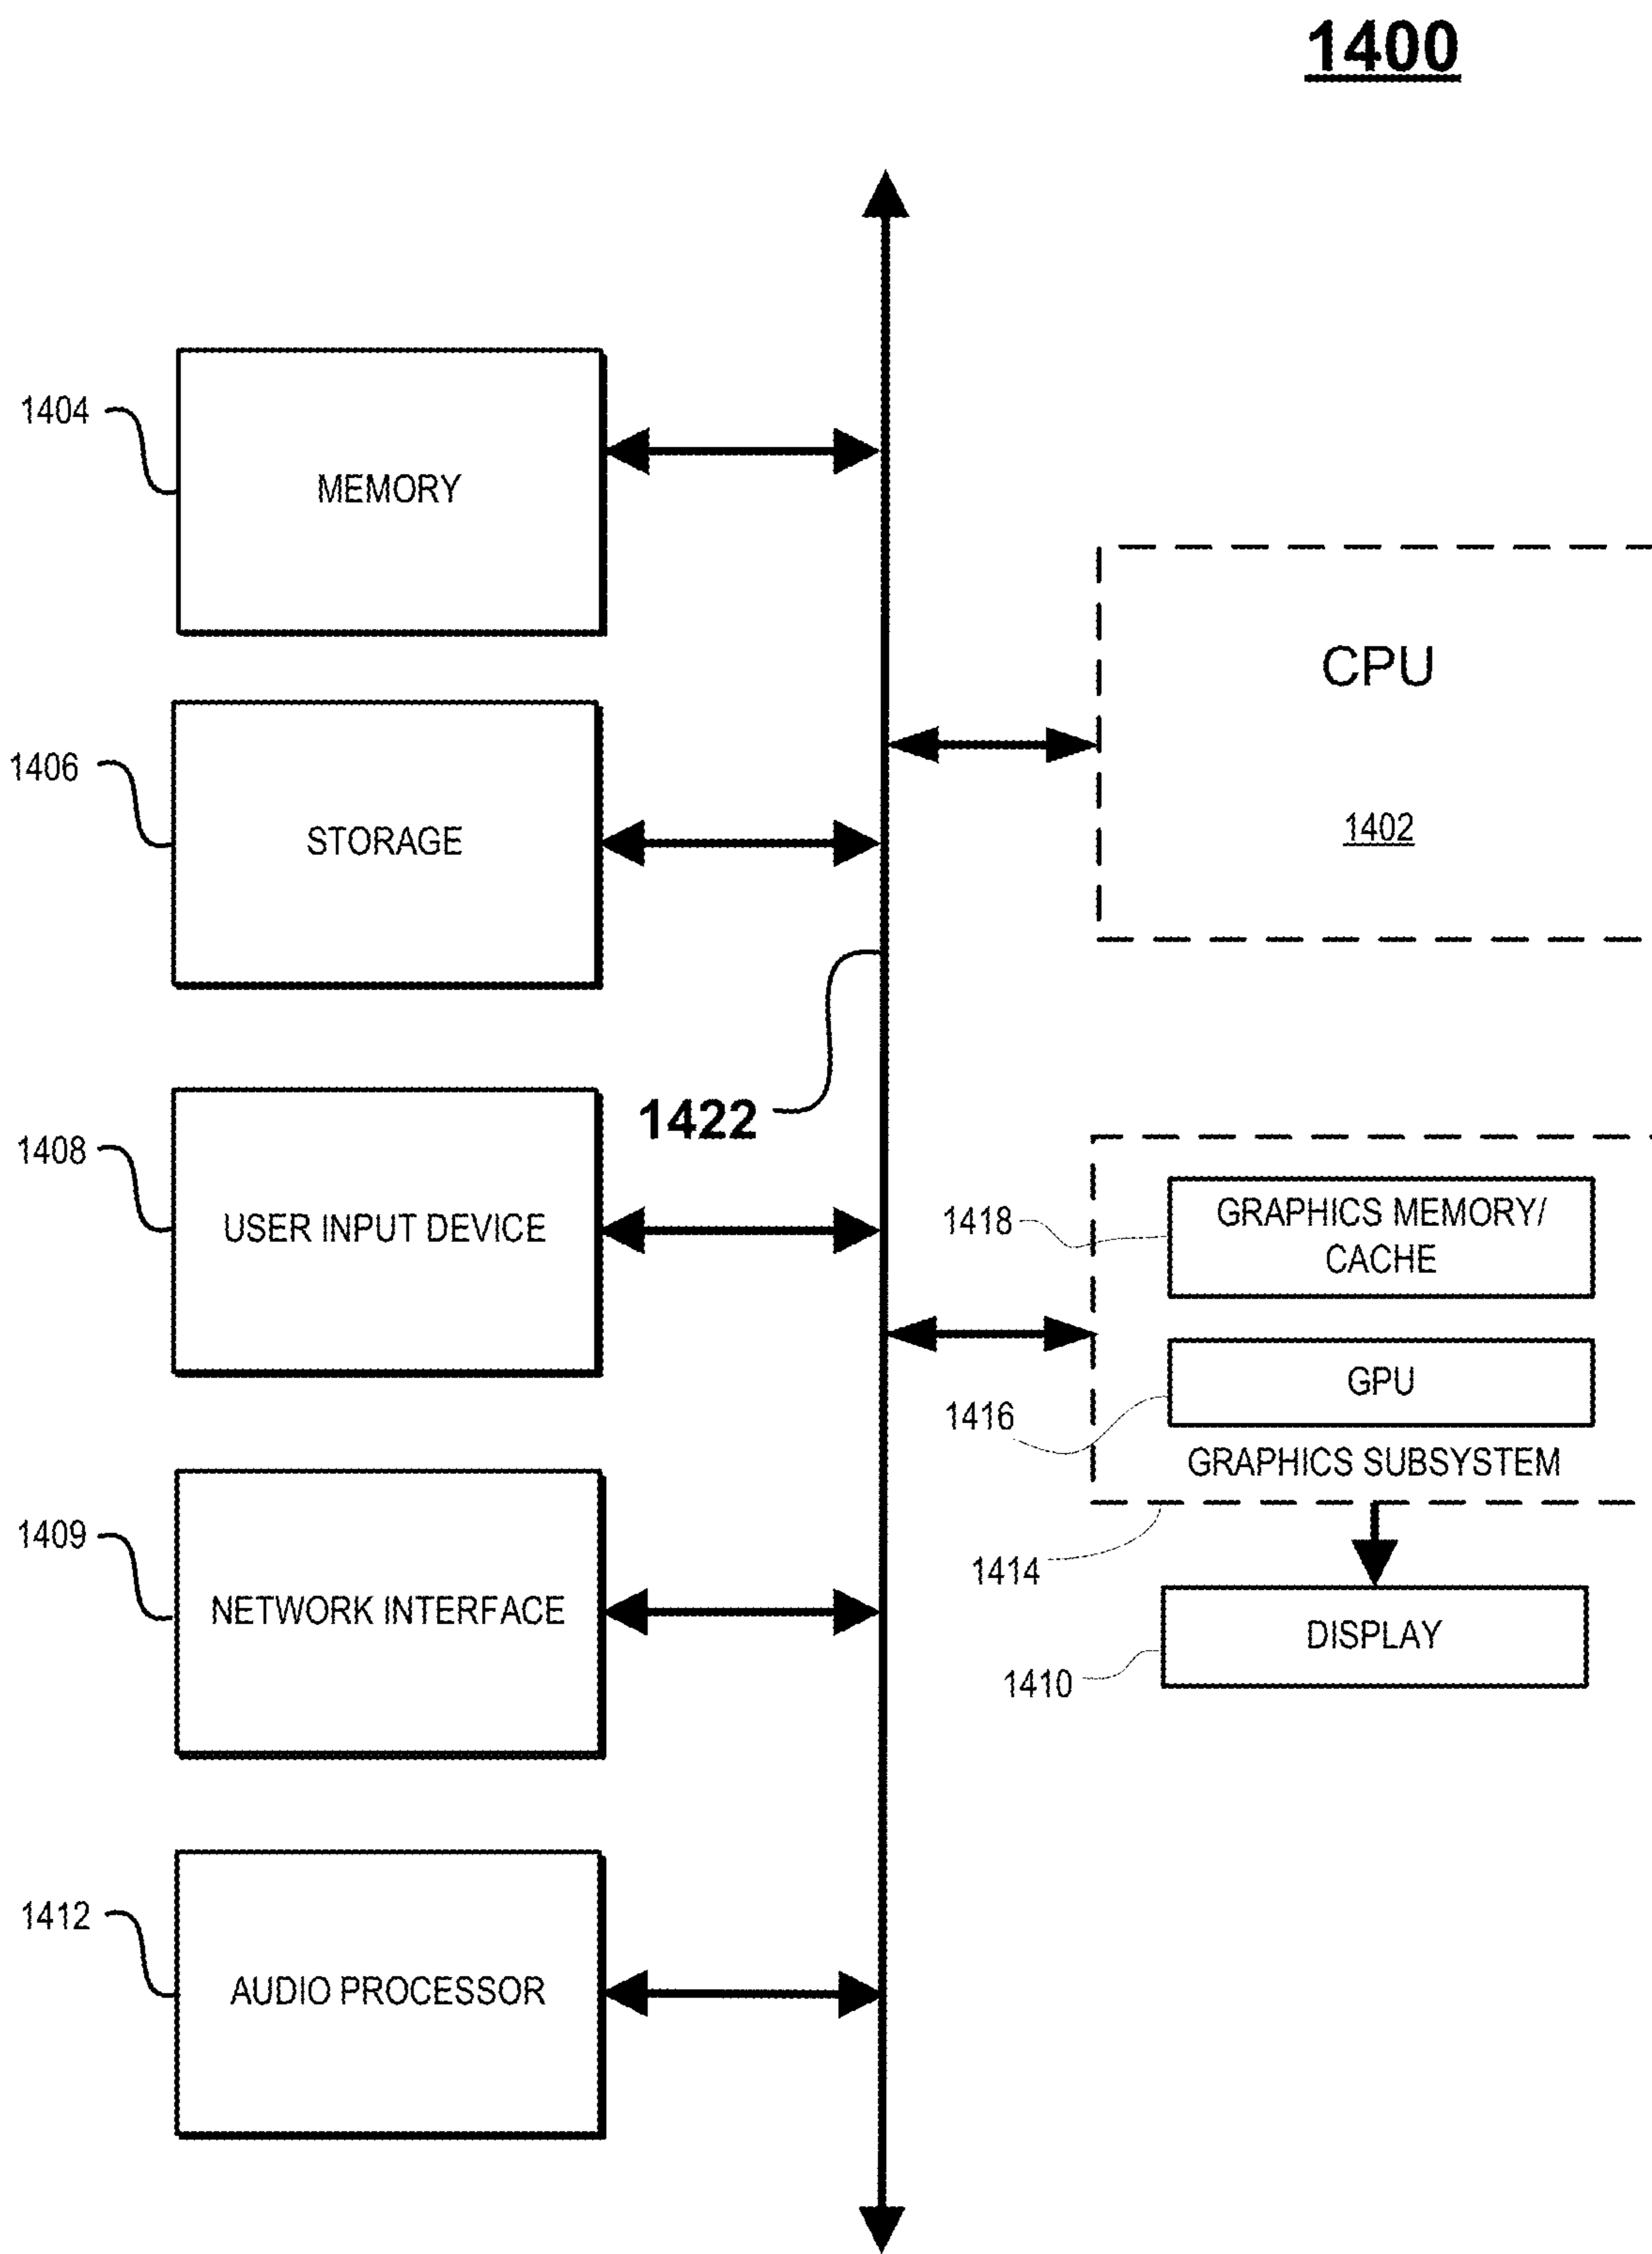 1400
1404
MEMORY
CPU
1402
1406
STORAGE
1422
1408
USER INPUT DEVICE
1418
GRAPHICS MEMORY/
CACHE
1416
GPU
GRAPHICS SUBSYSTEM
1414
1409
NETWORK INTERFACE
DISPLAY
1410
1412
AUDIO PROCESSOR